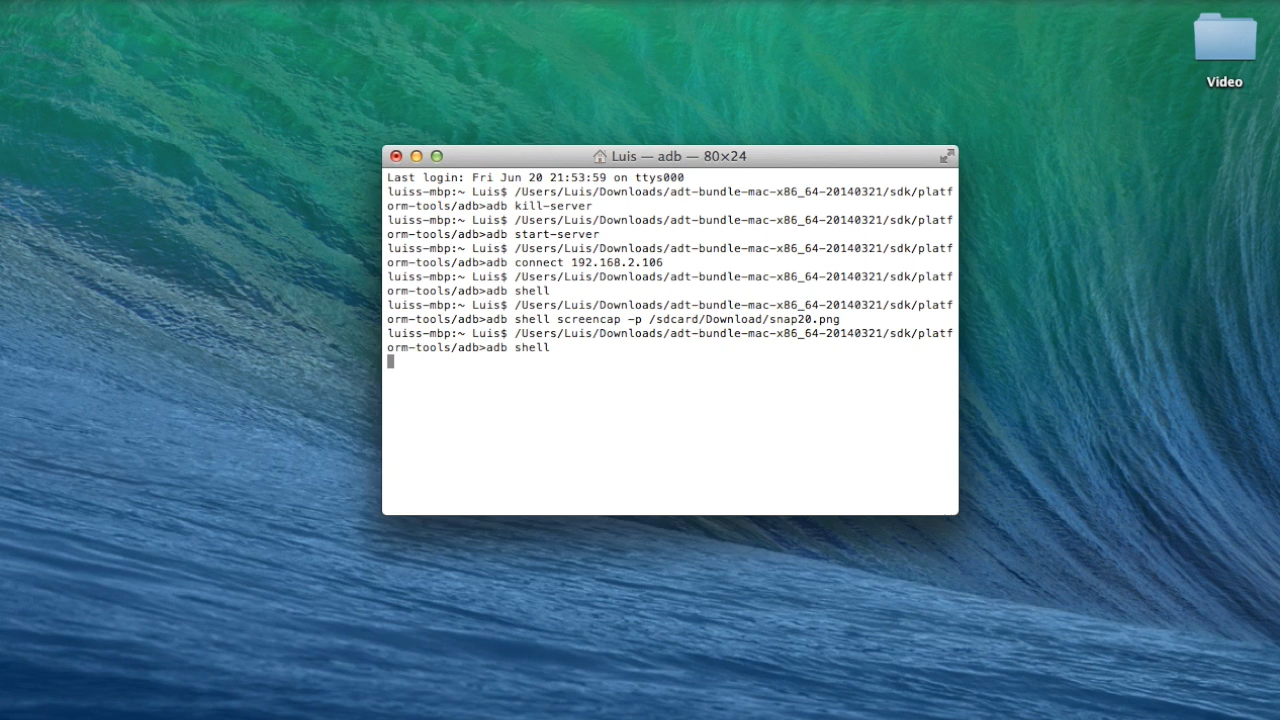 Video
Luis — adb — 80×24
Last login: Fri Jun 20 21:53:59 on ttys000
luiss-mbp:~ Luis$ /Users/Luis/Downloads/adt-bundle-mac-x86_64-20140321/sdk/platf
orm-tools/adb>adb kill-server
luiss-mbp:~ Luis$ /Users/Luis/Downloads/adt-bundle-mac-x86_64-20140321/sdk/platf
orm-tools/adb>adb start-server
luiss-mbp:~ Luis$ /Users/Luis/Downloads/adt-bundle-mac-x86_64-20140321/sdk/platf
orm-tools/adb>adb connect 192.168.2.106
luiss-mbp:~ Luis$ /Users/Luis/Downloads/adt-bundle-mac-x86_64-20140321/sdk/platf
orm-tools/adb>adb shell
luiss-mbp:~ Luis$ /Users/Luis/Downloads/adt-bundle-mac-x86_64-20140321/sdk/platf
orm-tools/adb>adb shell screencap -p /sdcard/Download/snap20.png
luiss-mbp:~ Luis$ /Users/Luis/Downloads/adt-bundle-mac-x86_64-20140321/sdk/platf
orm-tools/adb>adb shell